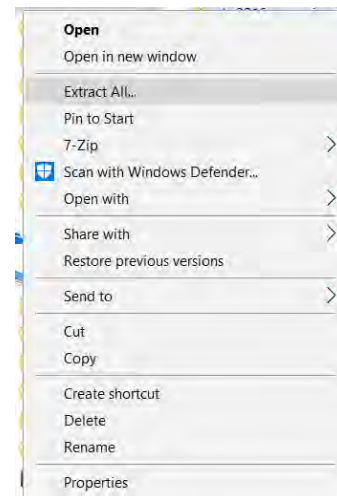 Open
Open in new window
Extract All...
Pin to Start
7-Zip
Scan with Windows Defender...
Open with
Share with
Restore previous versions
Send to
Cut
Copy
Create shortcut
Delete
Rename
Properties